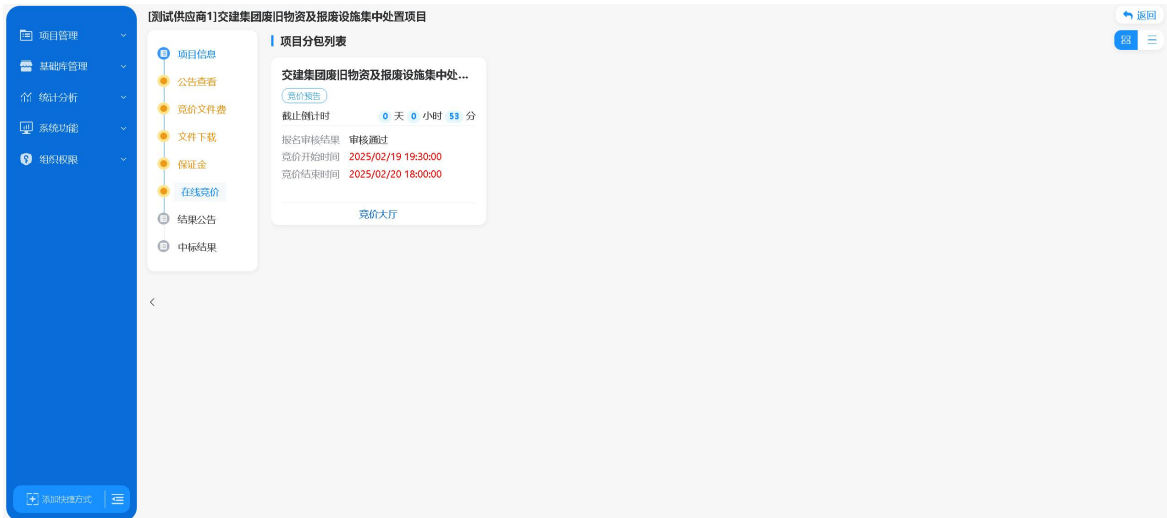 [测试供应商1]交建集团废旧物资及报废设施集中处置项目
返回
项目管理
基础库管理
统计分析
系统功能
组织权限
添加快捷方式
项目信息
公告查看
竞价文件费
文件下载
保证金
在线竞价
结果公告
中标结果
项目分包列表
交建集团废旧物资及报废设施集中处...
竞价预告
截止倒计时 0 天 0 小时 53 分
报名审核结果 审核通过
竞价开始时间 2025/02/19 19:30:00
竞价结束时间 2025/02/20 18:00:00
竞价大厅